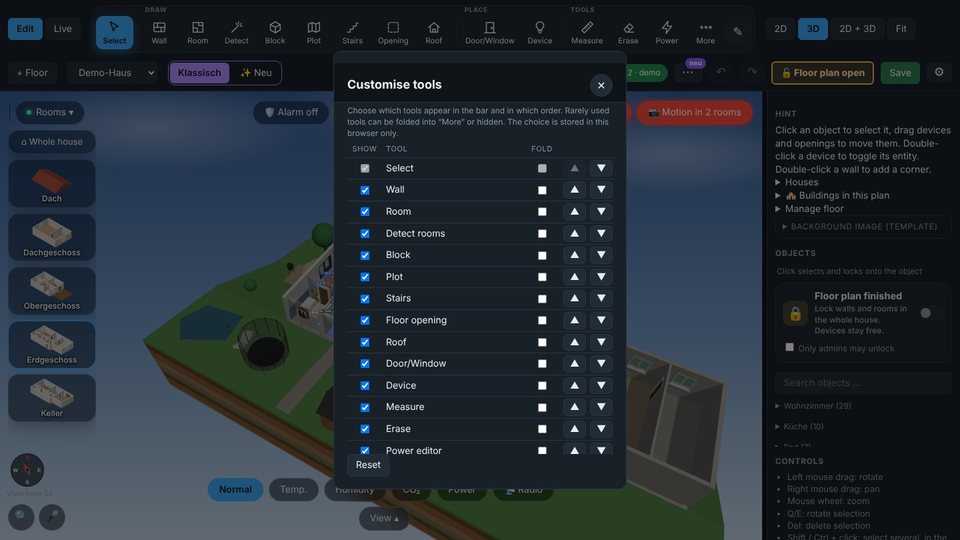 DRAW
PLACE
TOOLS
Edit
Live
Select
Wall
Room
Detect
Block
Plot
Stairs
Opening
Roof
Door/Window
Device
Measure
Erase
Power
More
2D
3D
2D + 3D
Fit
+ Floor
Demo-Haus
Klassisch
✨ Neu
2 · demo
neu
🔓 Floor plan open
Save
Rooms ▾
Alarm off
Motion in 2 rooms
⌂ Whole house
Dach
Dachgeschoss
Obergeschoss
Erdgeschoss
Keller
W
E
S
View from SE
Customise tools
Choose which tools appear in the bar and in which order. Rarely used
tools can be folded into "More" or hidden. The choice is stored in this
browser only.
SHOW TOOL FOLD
Select
Wall
Room
Detect rooms
Block
Plot
Stairs
Floor opening
Roof
Door/Window
Device
Measure
Erase
Power editor
Reset
Normal
Temp.
Humidity
CO₂
Power
Radio
View ▴
HINT
Click an object to select it, drag devices
and openings to move them. Double-
click a device to toggle its entity.
Double-click a wall to add a corner.
▶ Houses
▶ Buildings in this plan
▶ Manage floor
▶ BACKGROUND IMAGE (TEMPLATE)
OBJECTS
Click selects and locks onto the object
Floor plan finished
Lock walls and rooms in
the whole house.
Devices stay free.
Only admins may unlock
Search objects ...
▶ Wohnzimmer (29)
▶ Küche (10)
CONTROLS
• Left mouse drag: rotate
• Right mouse drag: pan
• Mouse wheel: zoom
• Q/E: rotate selection
• Del: delete selection
• Shift / Ctrl + click: select several. In the